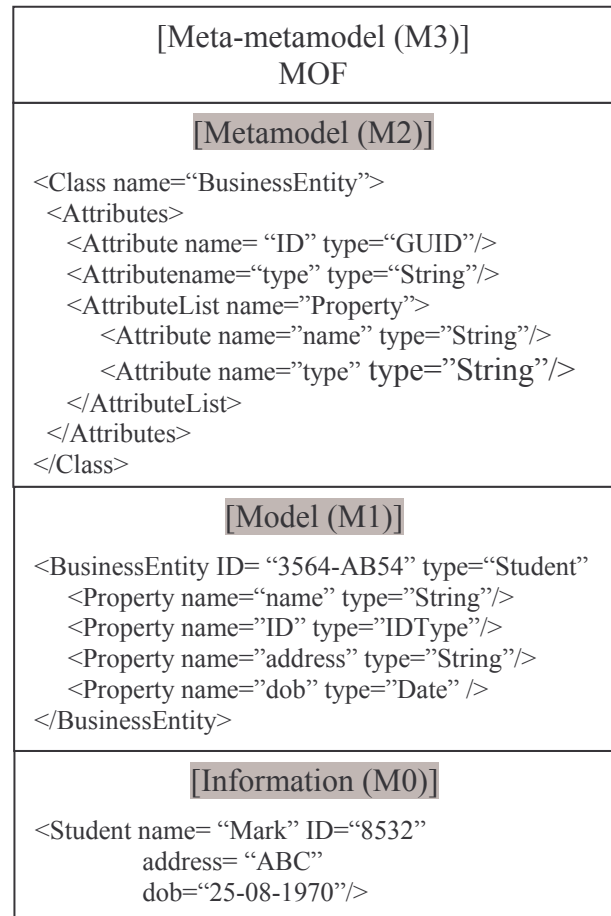 [Meta-metamodel (M3)]
MOF
[Metamodel (M2)]
<Class name=“BusinessEntity”>
<Attributes>
<Attribute name= “ID” type=“GUID”/>
<Attributename=“type” type=“String”/>
<AttributeList name=”Property”>
<Attribute name=”name” type=”String”/>
<Attribute name=”type” type=”String”/>
</AttributeList>
</Attributes>
</Class>
[Model (M1)]
<BusinessEntity ID= “3564-AB54” type=“Student”
<Property name=“name” type=”String”/>
<Property name=”ID” type=”IDType”/>
<Property name=”address” type=”String”/>
<Property name=”dob” type=”Date” />
</BusinessEntity>
[Information (M0)]
<Student name= “Mark” ID=“8532”
address= “ABC”
dob=“25-08-1970”/>